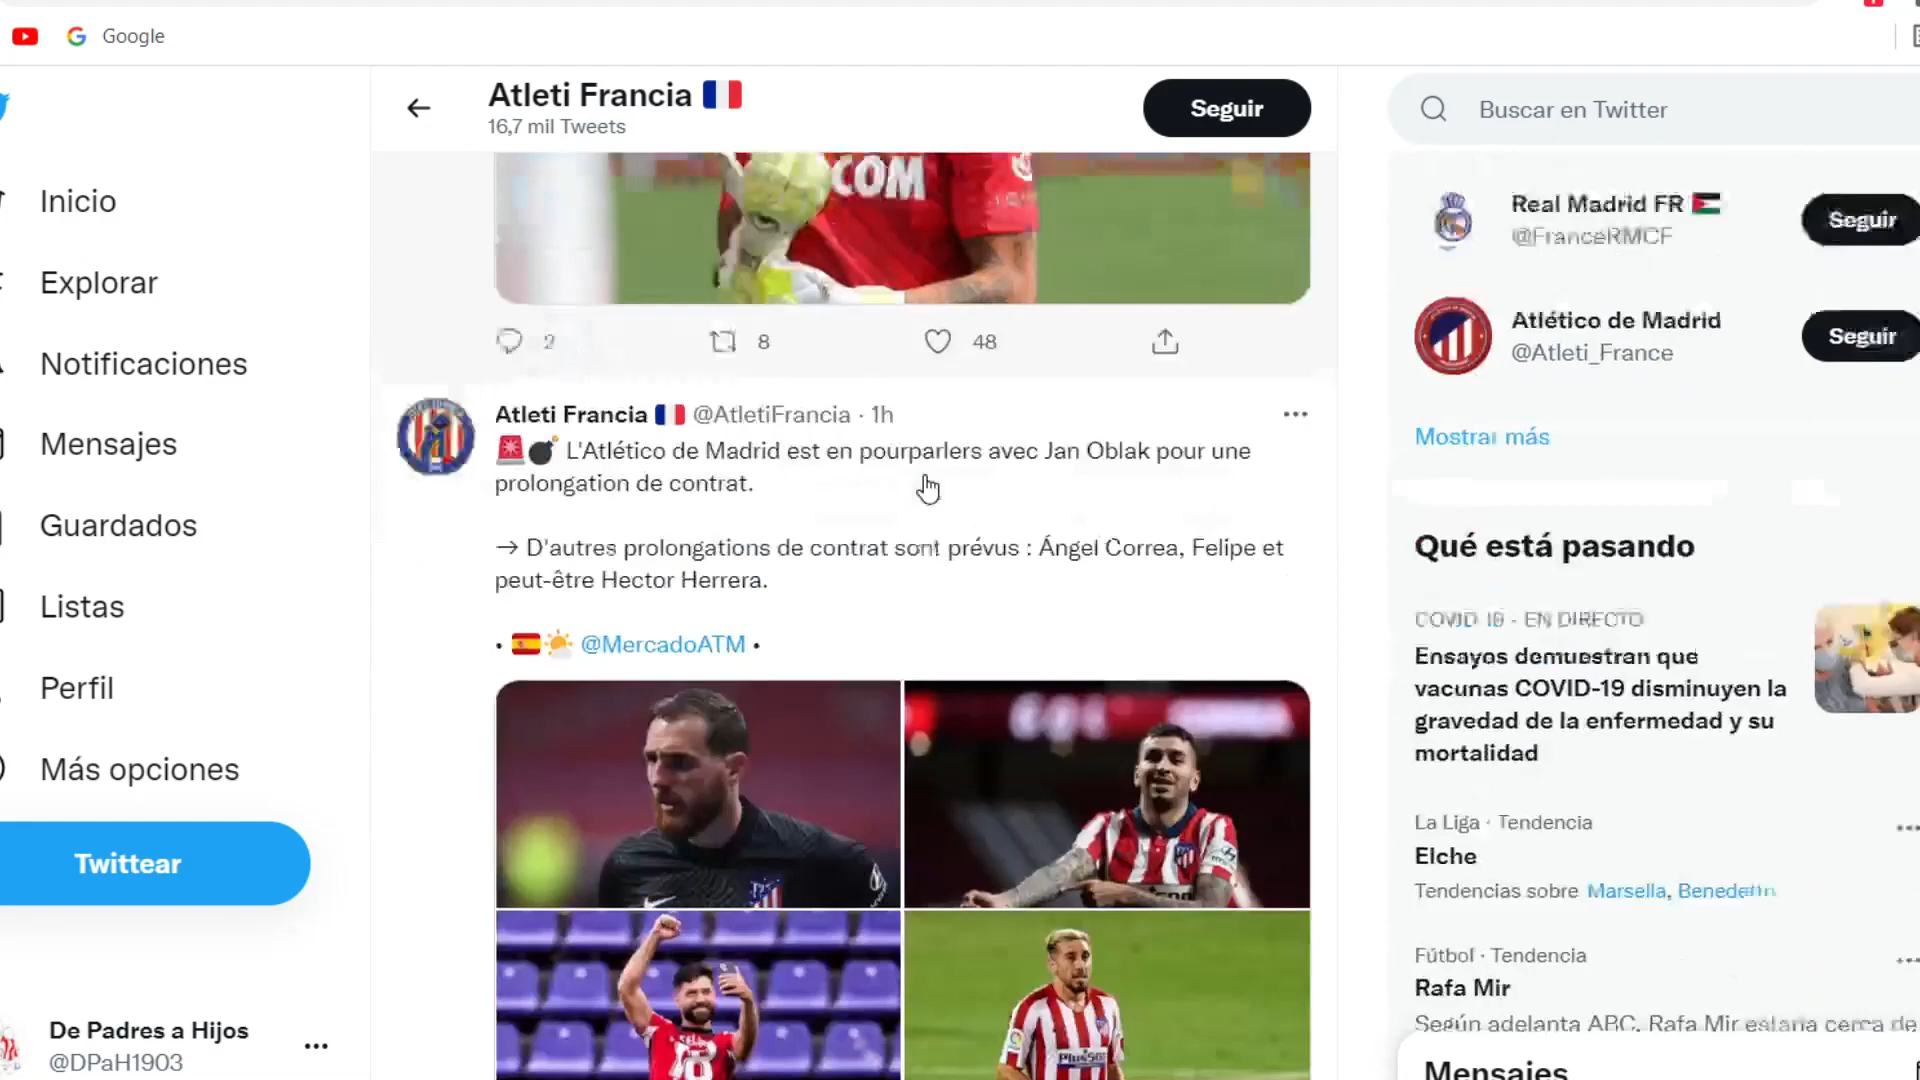 Google
Atleti Francia
16,7 mil Tweets
Seguir
Buscar en Twitter
Inicio
Explorar
Notificaciones
Mensajes
Guardados
Listas
Perfil
Más opciones
Twittear
De Padres a Hijos
@DPaH1903
COM
2
8
48
Atleti Francia @AtletiFrancia · 1h
L'Atlético de Madrid est en pourparlers avec Jan Oblak pour une
prolongation de contrat.
→ D'autres prolongations de contrat sont prévus : Ángel Correa, Felipe et
peut-être Hector Herrera.
• @MercadoATM •
Real Madrid FR
@FranceRMCF
Seguir
Atlético de Madrid
@Atleti_France
Seguir
Mostrar más
Qué está pasando
COVID-19 - EN DIRECTO
Ensayos demuestran que
vacunas COVID-19 disminuyen la
gravedad de la enfermedad y su
mortalidad
La Liga · Tendencia
Elche
Tendencias sobre Marsella, Benedetto
Fútbol · Tendencia
Rafa Mir
Según adelanta ABC, Rafa Mir estaría cerca de
Mensajes